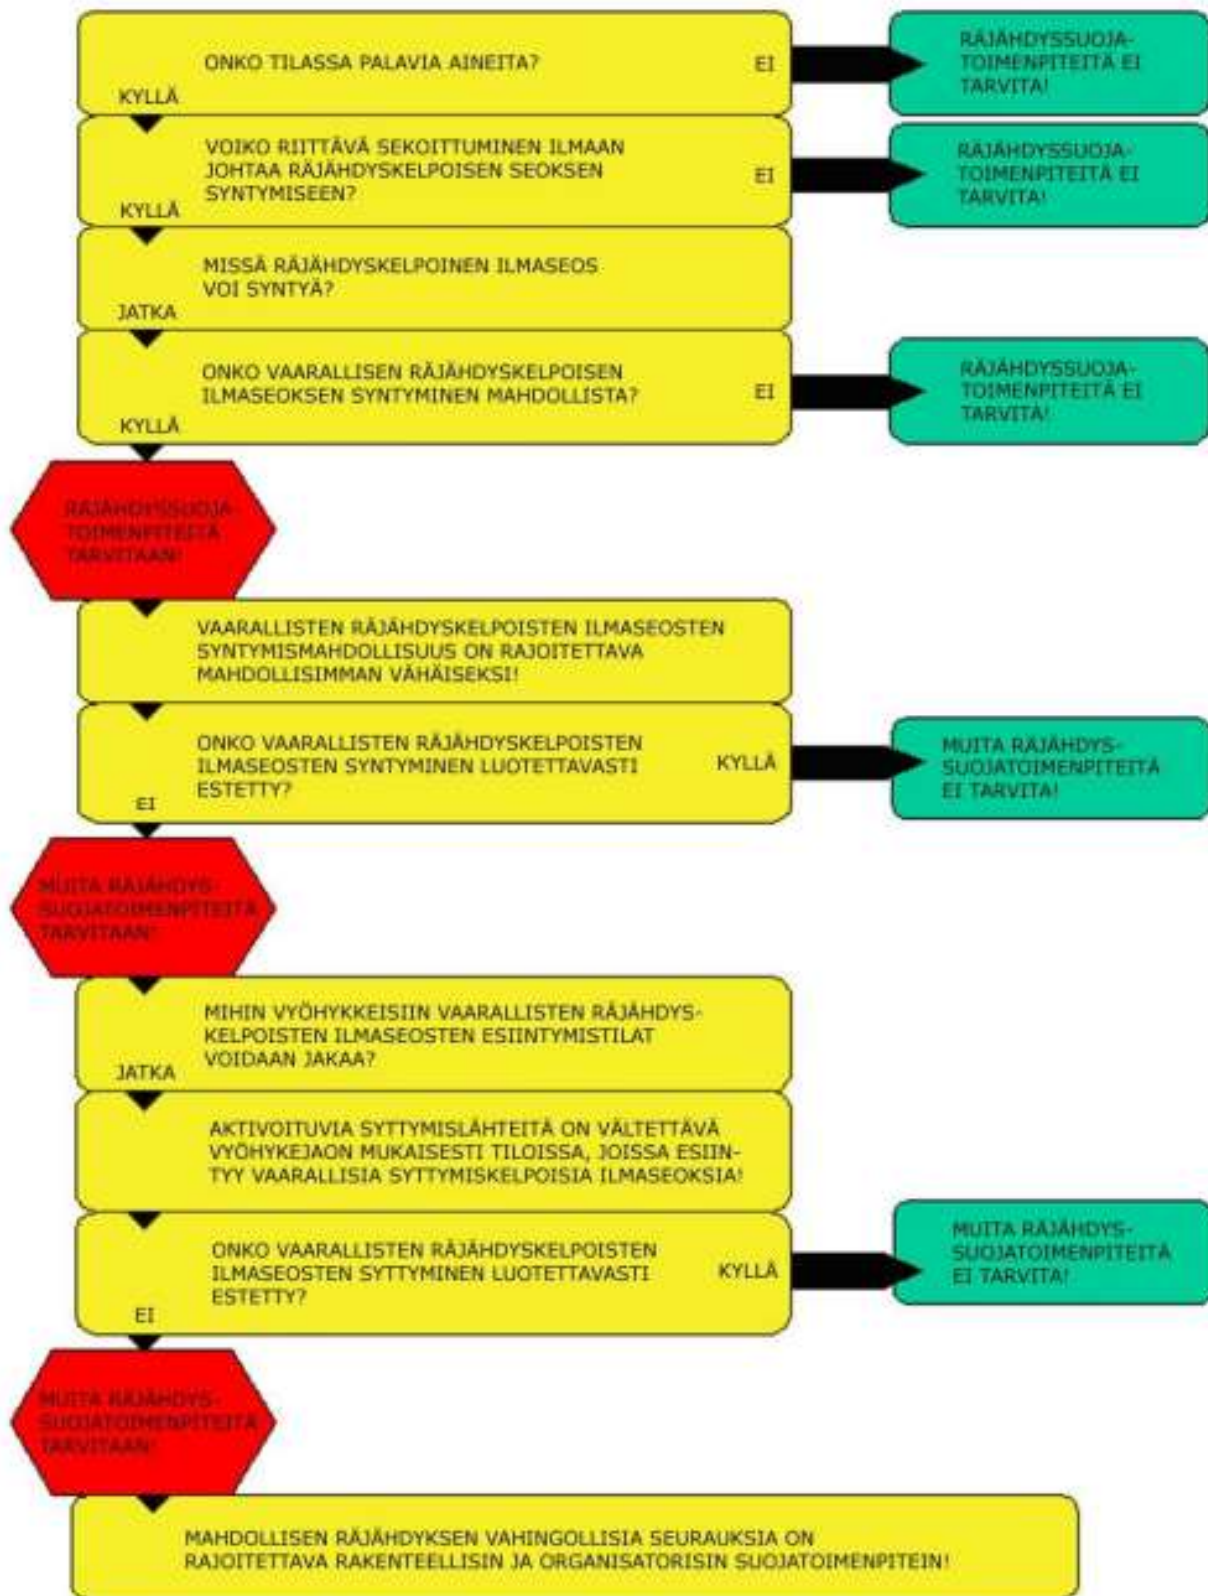 ONKO TILASSA PALAVIA AINEITA?
EI
KYLLÄ
RÄJÄHDYSSUOJA-
TOIMENPITEITÄ EI
TARVITA!
VOIKO RIITTÄVÄ SEKOITTUMINEN ILMAAN
JOHTAA RÄJÄHDYSKELPOISEN SEOKSEN
SYNTYMISEEN?
EI
KYLLÄ
RÄJÄHDYSSUOJA-
TOIMENPITEITÄ EI
TARVITA!
MISSÄ RÄJÄHDYSKELPOINEN ILMASEOS
VOI SYNTYÄ?
JATKA
ONKO VAARALLISEN RÄJÄHDYSKELPOISEN
ILMASEOKSEN SYNTYMINEN MAHDOLLISTA?
EI
KYLLÄ
RÄJÄHDYSSUOJA-
TOIMENPITEITÄ EI
TARVITA!
RÄJÄHDYSSUOJA-
TOIMENPITEITÄ
TARVITAAN!
VAARALLISTEN RÄJÄHDYSKELPOISTEN ILMASEOSTEN
SYNTYMISMAHDOLLISUUS ON RAJOITETTAVA
MAHDOLLISIMMAN VÄHÄISEKSI!
ONKO VAARALLISTEN RÄJÄHDYSKELPOISTEN
ILMASEOSTEN SYNTYMINEN LUOTETTAVASTI
ESTETTY?
KYLLÄ
EI
MUITA RÄJÄHDYS-
SUOJATOIMENPITEITÄ
EI TARVITA!
MUITA RÄJÄHDYS-
SUOJATOIMENPITEITÄ
TARVITAAN!
MIHIN VYÖHYKKEISIIN VAARALLISTEN RÄJÄHDYS-
KELPOISTEN ILMASEOSTEN ESIINTYMISTILAT
VOIDAAN JAKAA?
JATKA
AKTIVOITUVIA SYTTYMISLÄHTEITÄ ON VÄLTETTÄVÄ
VYÖHYKEJAON MUKAISESTI TILOISSA, JOISSA ESIIN-
TYY VAARALLISIA SYTTYMISKELPOISIA ILMASEOKSIA!
ONKO VAARALLISTEN RÄJÄHDYSKELPOISTEN
ILMASEOSTEN SYTTYMINEN LUOTETTAVASTI
ESTETTY?
KYLLÄ
EI
MUITA RÄJÄHDYS-
SUOJATOIMENPITEITÄ
EI TARVITA!
MUITA RÄJÄHDYS-
SUOJATOIMENPITEITÄ
TARVITAAN!
MAHDOLLISEN RÄJÄHDYKSEN VAHINGOLLISIA SEURAUKSIA ON
RAJOITETTAVA RAKENTEELLISIN JA ORGANISATORISIN SUOJATOIMENPITEIN!